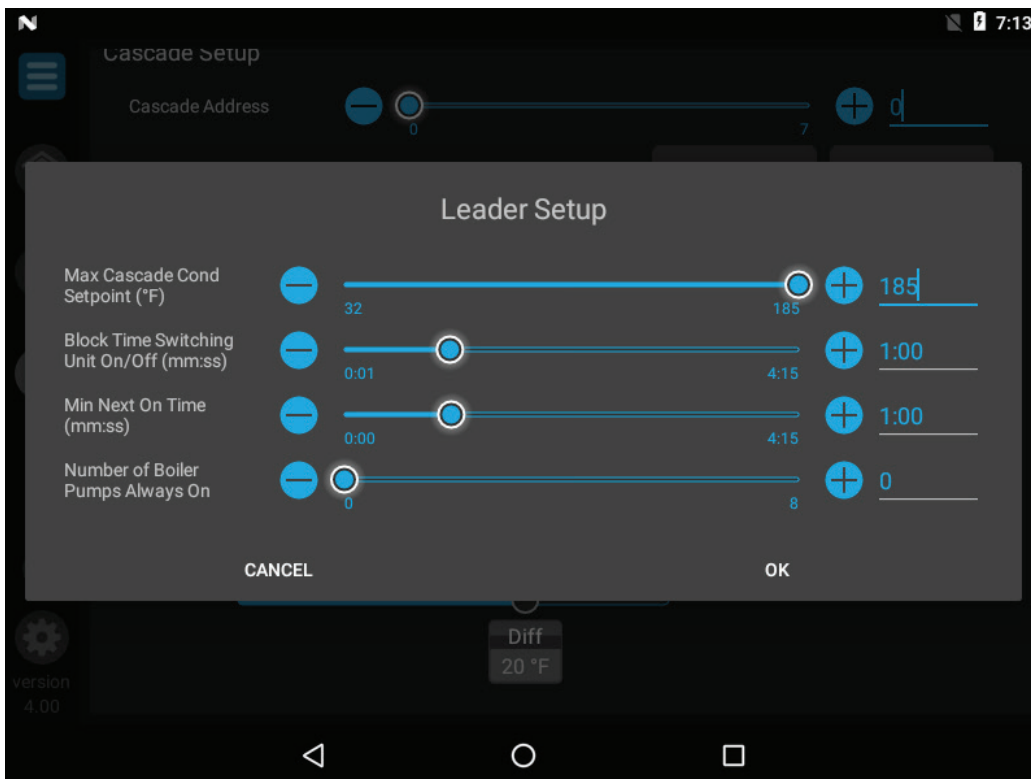 7:13
Cascade Setup
Cascade Address
0
7
0
Leader Setup
Max Cascade Cond
Setpoint (°F)
32
185
185
Block Time Switching
Unit On/Off (mm:ss)
0:01
4:15
1:00
Min Next On Time
(mm:ss)
0:00
4:15
1:00
Number of Boiler
Pumps Always On
0
8
0
CANCEL
OK
Diff
20 °F
version
4.00